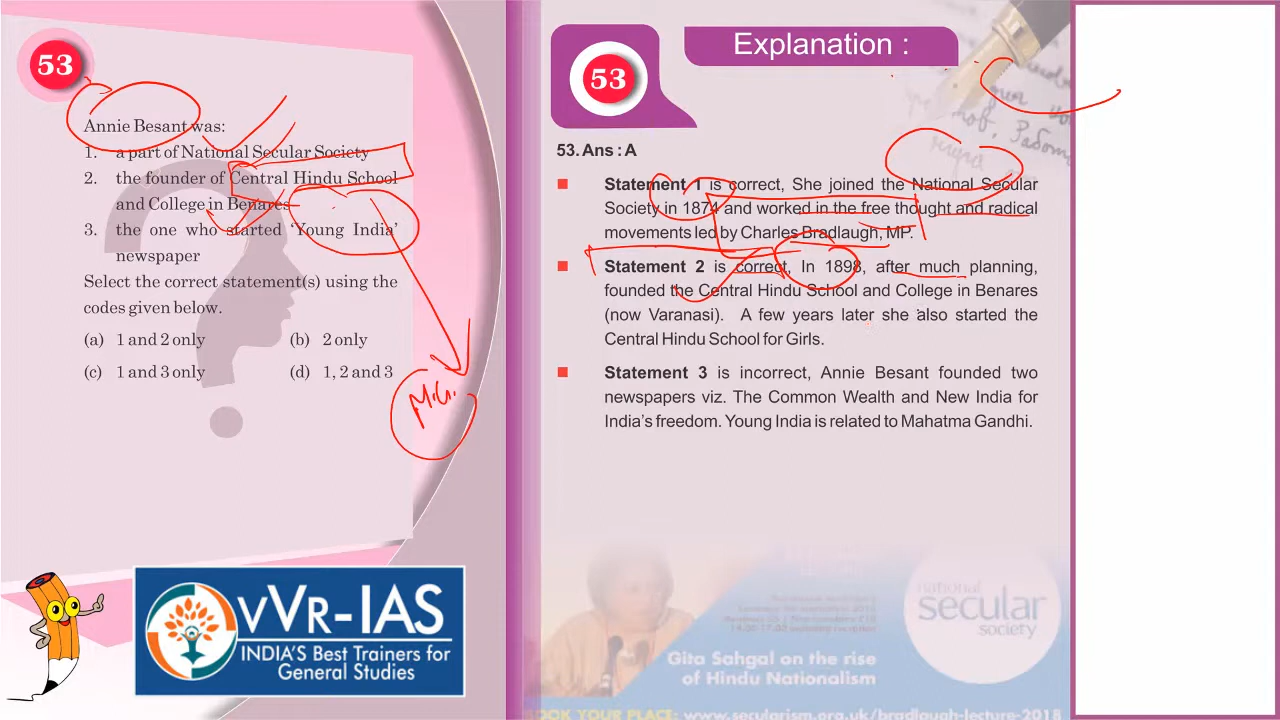 53
Annie Besant was:
1. a part of National Secular Society
2. the founder of Central Hindu School
and College in Benares
3. the one who started ‘Young India’
newspaper
Select the correct statement(s) using the
codes given below.
(a) 1 and 2 only (b) 2 only
(c) 1 and 3 only (d) 1, 2 and 3
M.G.
vVr-IAS
INDIA'S Best Trainers for
General Studies
53
Explanation :
53. Ans : A
Statement 1 is correct, She joined the National Secular
Society in 1874 and worked in the free thought and radical
movements led by Charles Bradlaugh, MP.
Statement 2 is correct, In 1898, after much planning,
founded the Central Hindu School and College in Benares
(now Varanasi). A few years later she also started the
Central Hindu School for Girls.
Statement 3 is incorrect, Annie Besant founded two
newspapers viz. The Common Wealth and New India for
India's freedom. Young India is related to Mahatma Gandhi.
national
secular
society
Gita Sahgal on the rise
of Hindu Nationalism
BOOK YOUR PLACE: www.secularism.org.uk/bradlaugh-lecture-2018